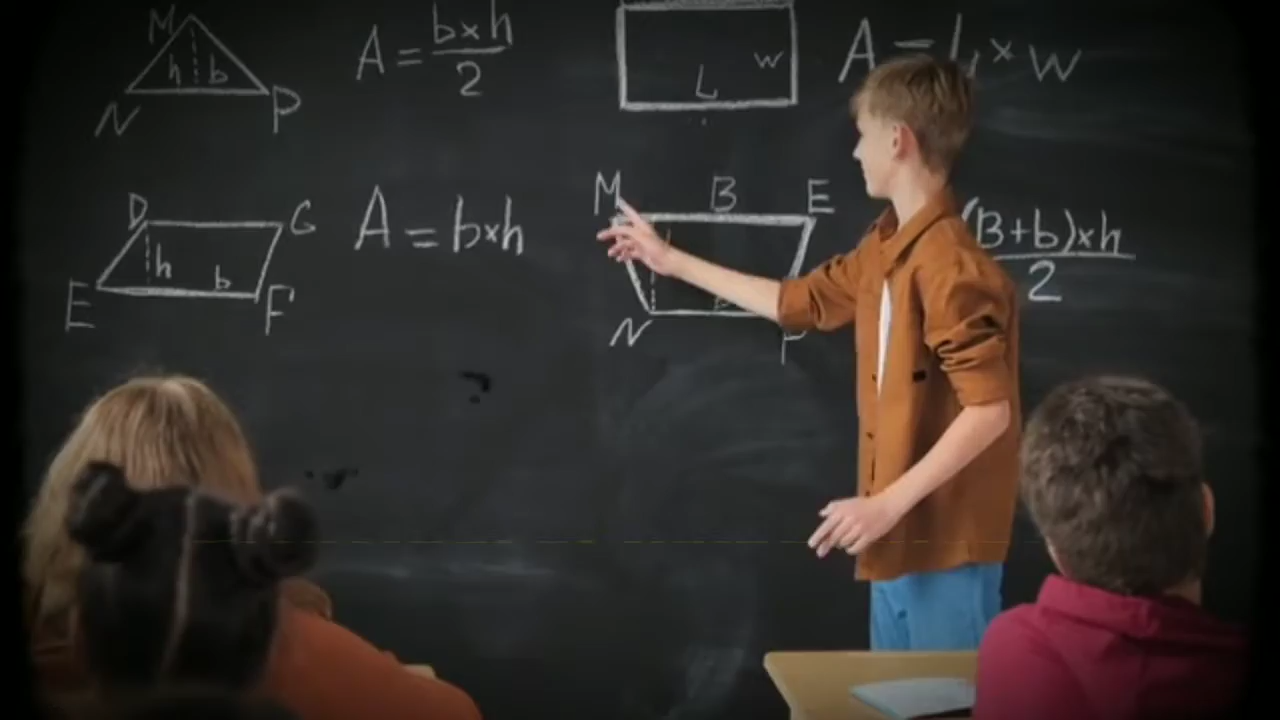 M
h b
N P
A = b×h
2
W
L
A = L × W
D G
h
b
E F
A = b×h
M B E
N P
(B+b)×h
2